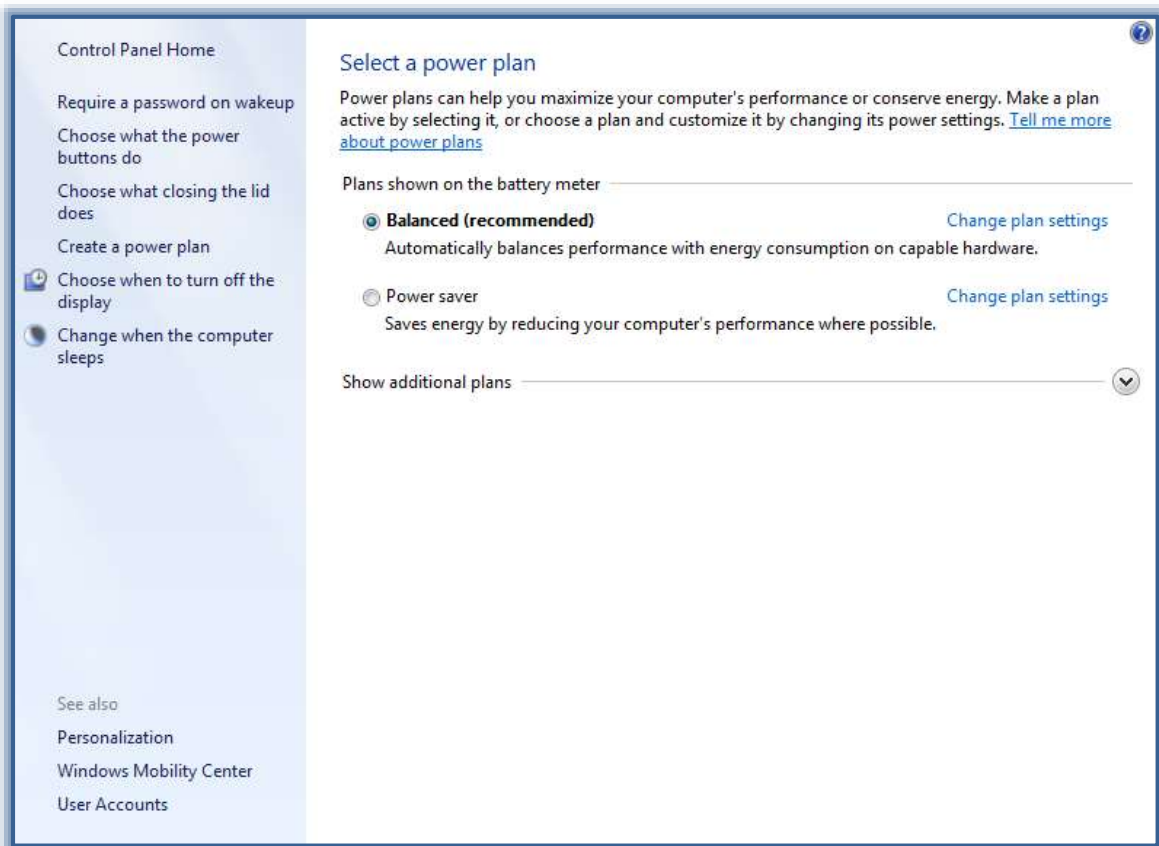 Control Panel Home
Require a password on wakeup
Choose what the power
buttons do
Choose what closing the lid
does
Create a power plan
Choose when to turn off the
display
Change when the computer
sleeps
See also
Personalization
Windows Mobility Center
User Accounts
?
Select a power plan
Power plans can help you maximize your computer's performance or conserve energy. Make a plan
active by selecting it, or choose a plan and customize it by changing its power settings. Tell me more
about power plans
Plans shown on the battery meter
Balanced (recommended) Change plan settings
Automatically balances performance with energy consumption on capable hardware.
Power saver Change plan settings
Saves energy by reducing your computer's performance where possible.
Show additional plans